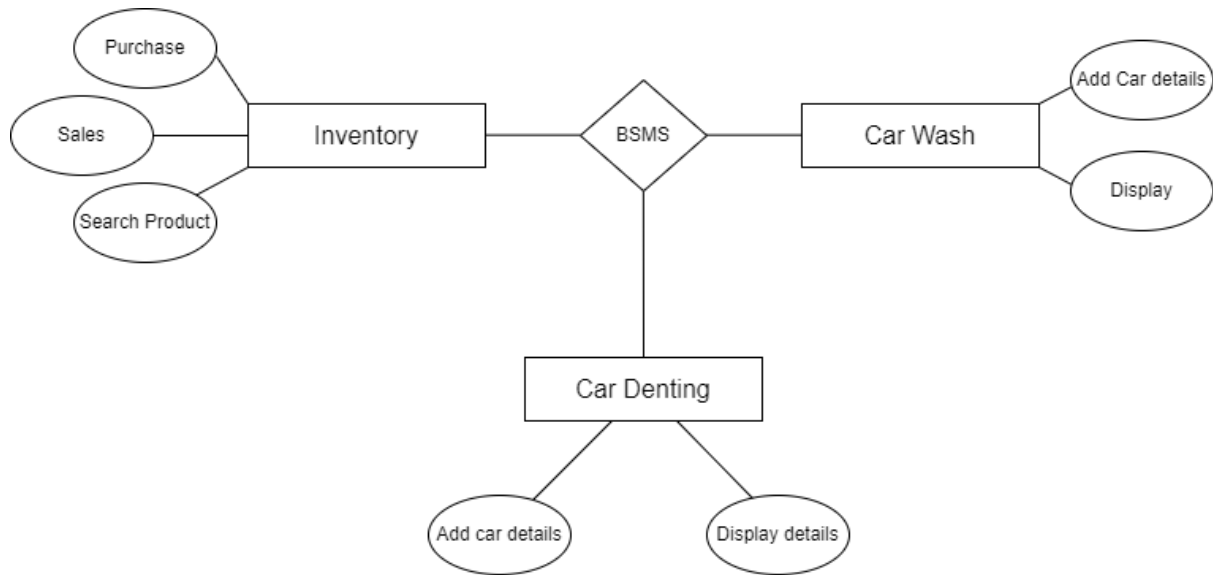 Purchase
Add Car details
Sales
Inventory
BSMS
Car Wash
Display
Search Product
Car Denting
Add car details
Display details